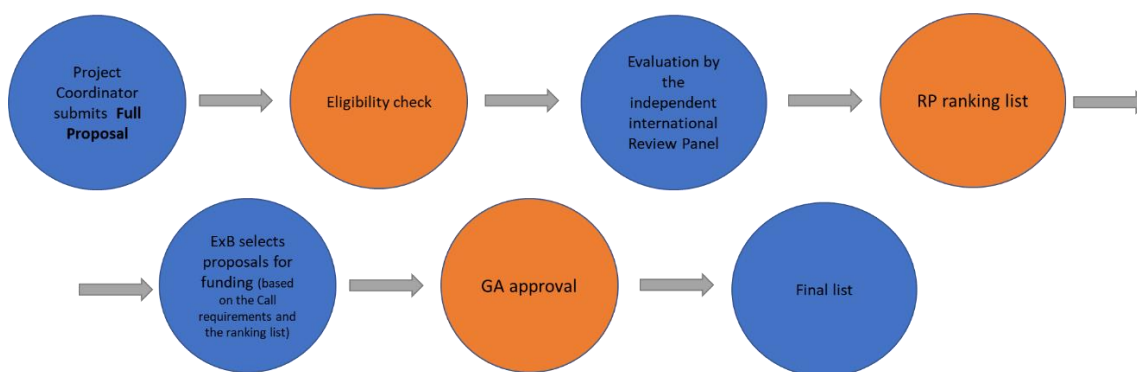 Project
Coordinator
submits Full
Proposal
Eligibility check
Evaluation by
the
independent
international
Review Panel
RP ranking list
ExB selects
proposals for
funding (based
on the Call
requirements and
the ranking list)
GA approval
Final list